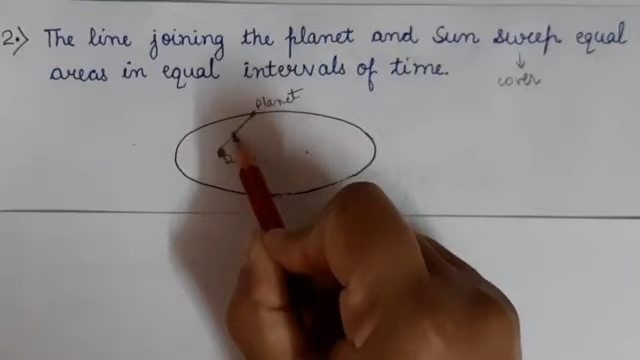 2.) The line joining the planet and Sun sweep equal
areas in equal intervals of time.
cover
planet